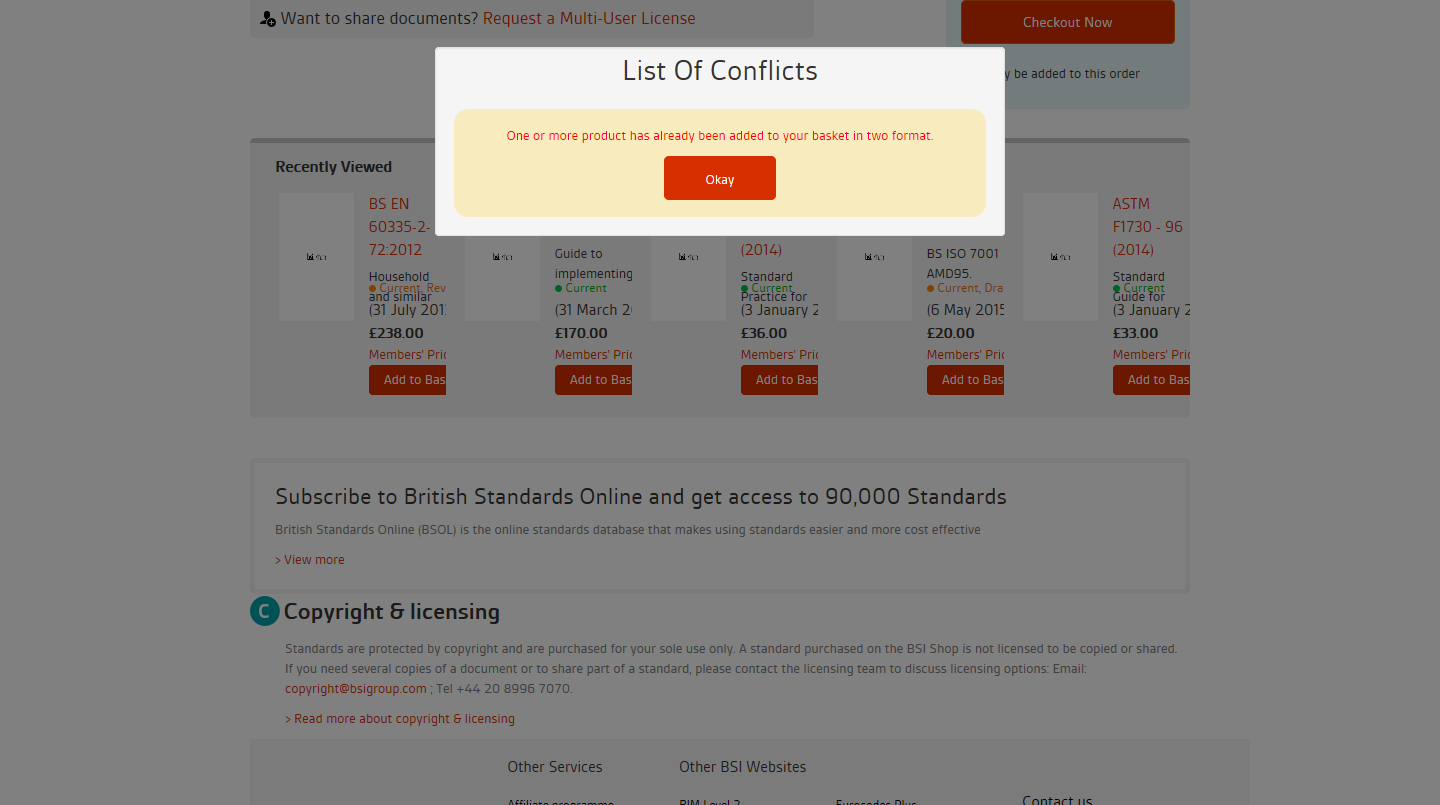 Want to share documents? Request a Multi-User License
Checkout Now
y be added to this order
List Of Conflicts
One or more product has already been added to your basket in two format.
Okay
Recently Viewed
BS EN
60335-2-
72:2012
Household
and similar
Current, Rev
(31 July 201
£238.00
Members' Pric
Add to Bas
Guide to
implementing
Current
(31 March 20
£170.00
Members' Pric
Add to Bas
(2014)
Standard
Practice for
Current,
(3 January 2
£36.00
Members' Pric
Add to Bas
BS ISO 7001
AMD95.
Current, Dra
(6 May 2015
£20.00
Members' Pric
Add to Bas
ASTM
F1730 - 96
(2014)
Standard
Guide for
Current
(3 January 2
£33.00
Members' Pric
Add to Bas
Subscribe to British Standards Online and get access to 90,000 Standards
British Standards Online (BSOL) is the online standards database that makes using standards easier and more cost effective
> View more
C Copyright & licensing
Standards are protected by copyright and are purchased for your sole use only. A standard purchased on the BSI Shop is not licensed to be copied or shared.
If you need several copies of a document or to share part of a standard, please contact the licensing team to discuss licensing options: Email:
copyright@bsigroup.com ; Tel +44 20 8996 7070.
> Read more about copyright & licensing
Other Services
Other BSI Websites
Affiliate programme
BIM Level 2
Eurocodes Plus
Contact us